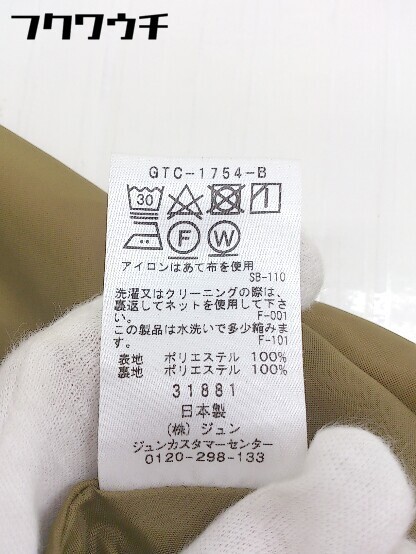 フクワウチ
GTC-1754-B
30
F W
アイロンはあて布を使用
SB-110
洗濯又はクリーニングの際は、
裏返してネットを使用して下さ
い。 F-001
この製品は水洗いで多少縮みま
す。 F-101
表地 ポリエステル 100%
裏地 ポリエステル 100%
31881
日本製
(株) ジュン
ジュンカスタマーセンター
0120-298-133